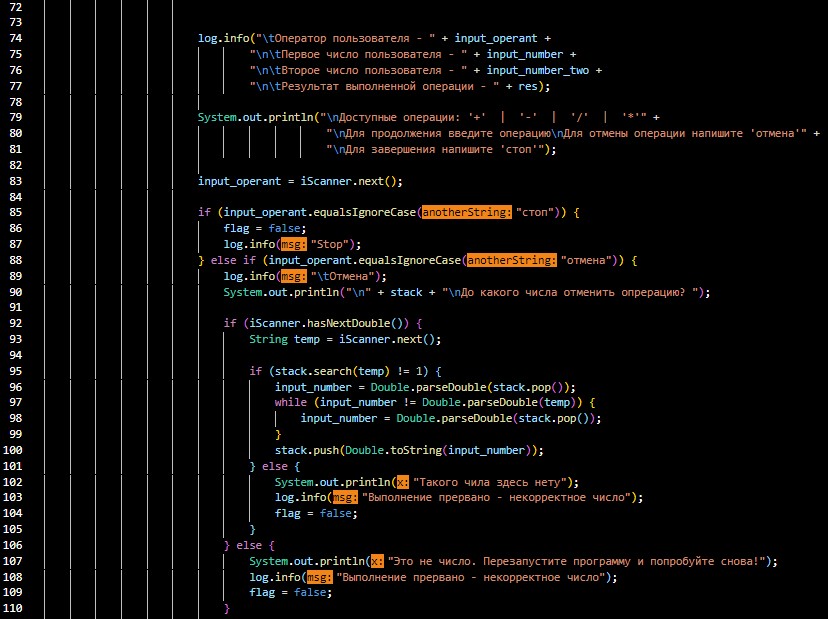 72
73
74 log.info("\tОператор пользователя - " + input_operant +
75 "\n\tПервое число пользователя - " + input_number +
76 "\n\tВторое число пользователя - " + input_number_two +
77 "\n\tРезультат выполненной операции - " + res);
78
79 System.out.println("\nДоступные операции: '+' | '-' | '/' | '*'" +
80 "\nДля продолжения введите операцию\nДля отмены операции напишите 'отмена'" +
81 "\nДля завершения напишите 'стоп'");
82
83 input_operant = iScanner.next();
84
85 if (input_operant.equalsIgnoreCase(anotherString: "стоп")) {
86 flag = false;
87 log.info(msg: "Stop");
88 } else if (input_operant.equalsIgnoreCase(anotherString: "отмена")) {
89 log.info(msg: "\tОтмена");
90 System.out.println("\n" + stack + "\nДо какого числа отменить опрерацию? ");
91
92 if (iScanner.hasNextDouble()) {
93 String temp = iScanner.next();
94
95 if (stack.search(temp) != 1) {
96 input_number = Double.parseDouble(stack.pop());
97 while (input_number != Double.parseDouble(temp)) {
98 input_number = Double.parseDouble(stack.pop());
99 }
100 stack.push(Double.toString(input_number));
101 } else {
102 System.out.println(x: "Такого чила здесь нету");
103 log.info(msg: "Выполнение прервано - некорректное число");
104 flag = false;
105 }
106 } else {
107 System.out.println(x: "Это не число. Перезапустите программу и попробуйте снова!");
108 log.info(msg: "Выполнение прервано - некорректное число");
109 flag = false;
110 }